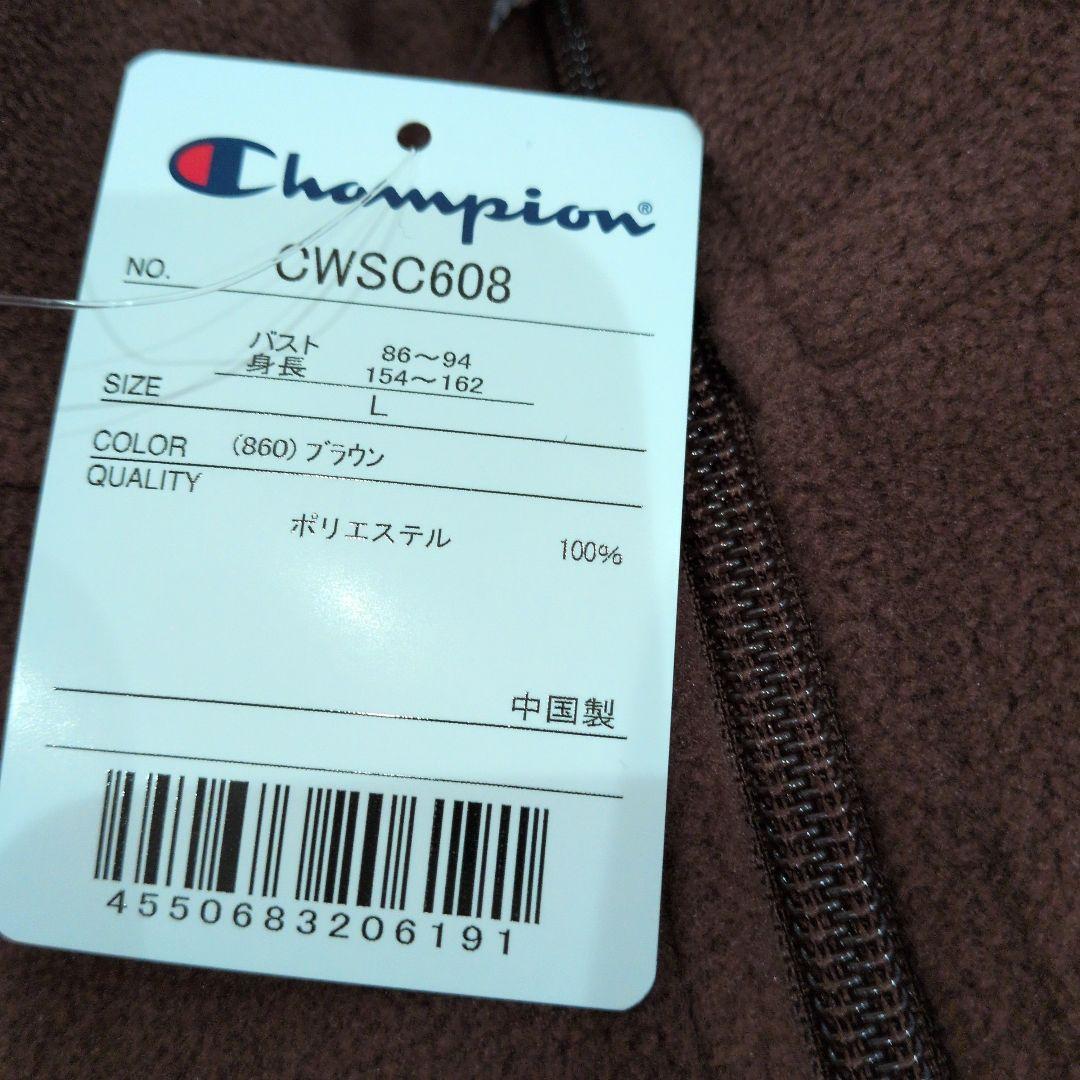 Champion®
NO. CWSC608
バスト 86～94
身長 154～162
SIZE L
COLOR (860) ブラウン
QUALITY
ポリエステル 100%
中国製
4550683206191